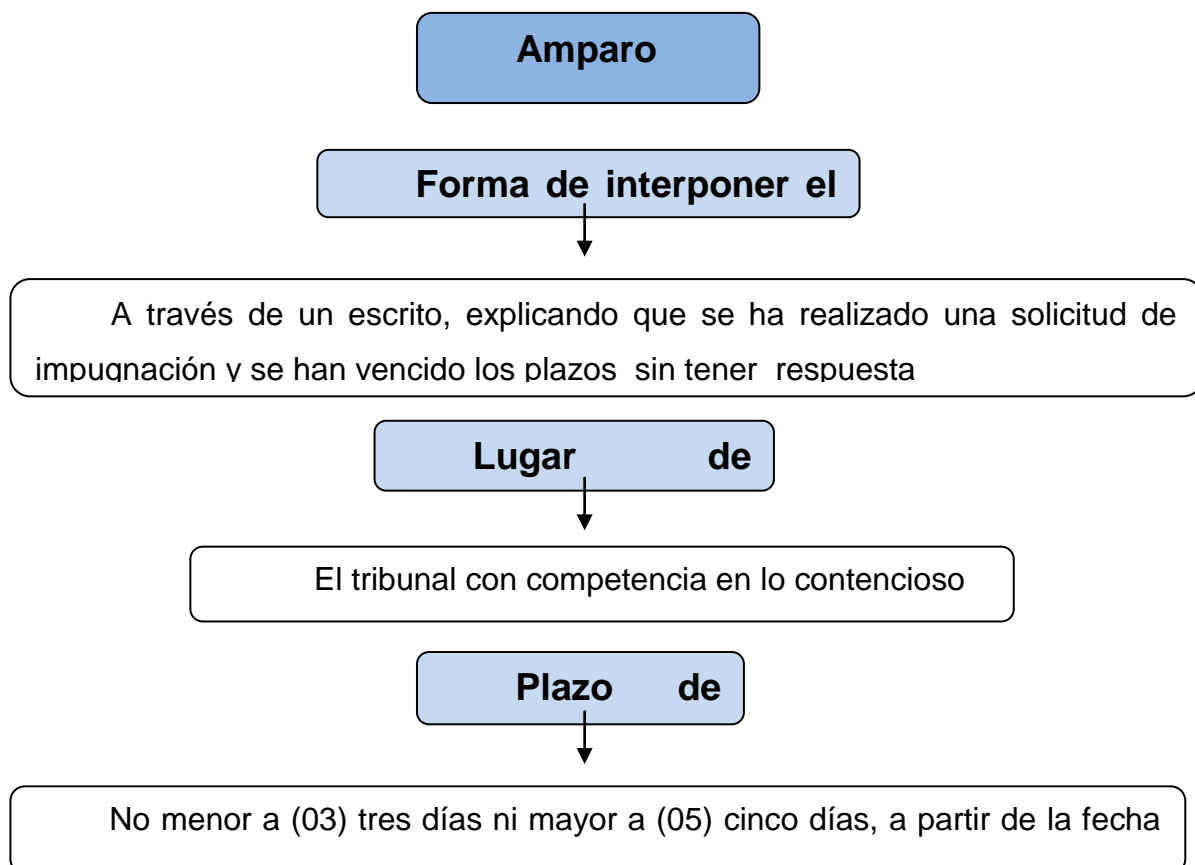 Amparo
Forma de interponer el
A través de un escrito, explicando que se ha realizado una solicitud de
impugnación y se han vencido los plazos sin tener respuesta
Lugar de
El tribunal con competencia en lo contencioso
Plazo de
No menor a (03) tres días ni mayor a (05) cinco días, a partir de la fecha